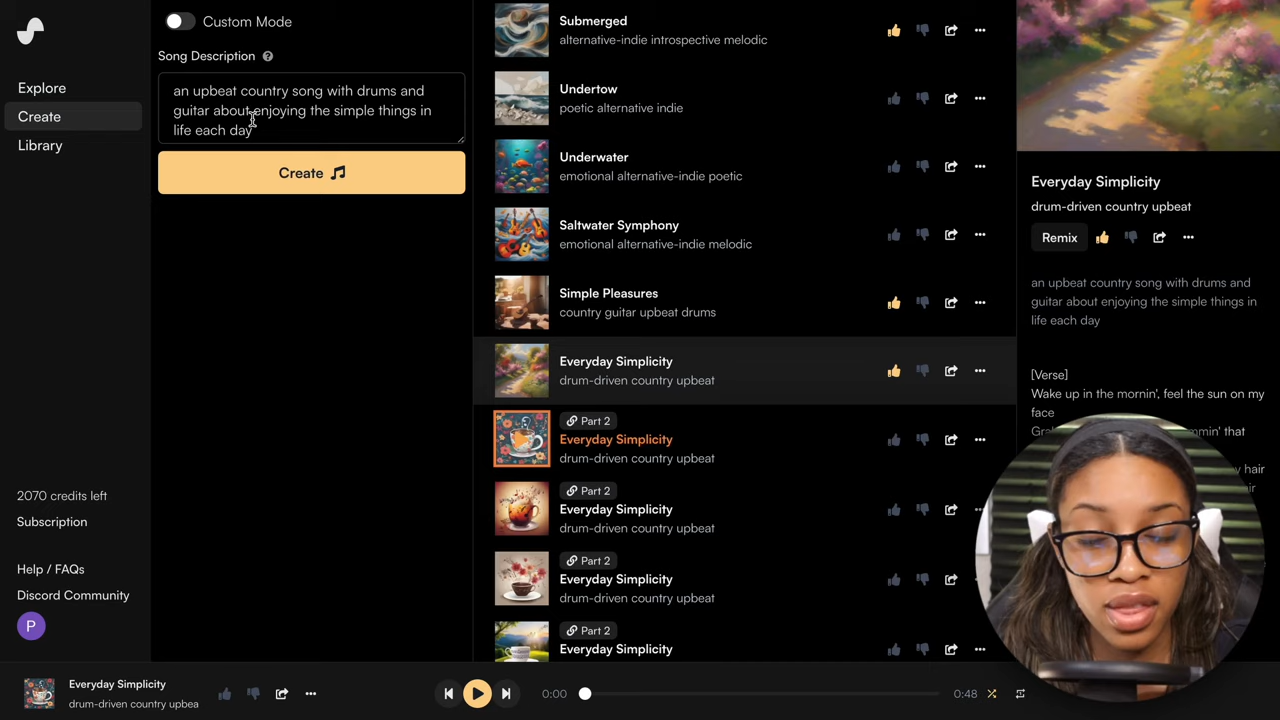 Custom Mode
Song Description ?
an upbeat country song with drums and
guitar about enjoying the simple things in
life each day
Create
Explore
Create
Library
2070 credits left
Subscription
Help / FAQs
Discord Community
P
Submerged
alternative-indie introspective melodic
Undertow
poetic alternative indie
Underwater
emotional alternative-indie poetic
Saltwater Symphony
emotional alternative-indie melodic
Simple Pleasures
country guitar upbeat drums
Everyday Simplicity
drum-driven country upbeat
Part 2
Everyday Simplicity
drum-driven country upbeat
Part 2
Everyday Simplicity
drum-driven country upbeat
Part 2
Everyday Simplicity
drum-driven country upbeat
Part 2
Everyday Simplicity
Everyday Simplicity
drum-driven country upbeat
Remix
an upbeat country song with drums and
guitar about enjoying the simple things in
life each day
[Verse]
Wake up in the mornin', feel the sun on my
face
that
hair
Everyday Simplicity
drum-driven country upbea
0:00
0:48